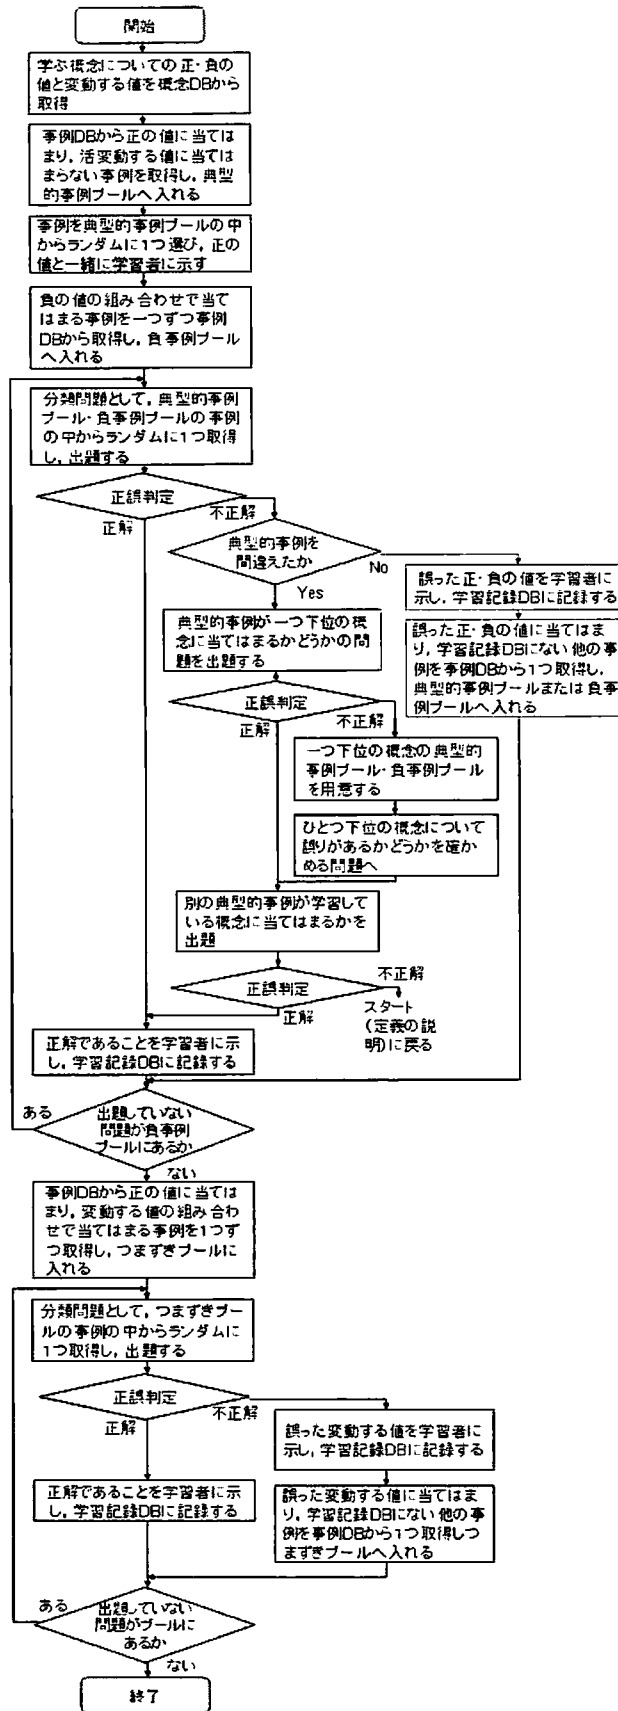 開始
学ぶ概念についての正・負の
値と変動する値を概念DBから
取得
事例DBから正の値に当ては
まり，活変動する値に当ては
まらない事例を取得し，典型
的事例プールへ入れる
事例を典型的事例プールの中
からランダムに1つ選び，正の
値と一緒に学習者に示す
負の値の組み合わせで当て
はまる事例を一つずつ事例
DBから取得し，負事例プール
へ入れる
分類問題として，典型的事例
プール・負事例プールの事例
の中からランダムに1つ取得
し，出題する
正誤判定
正解
不正解
典型的事例を
間違えたか
No
Yes
誤った正・負の値を学習者に
示し，学習記録DBに記録する
誤った正・負の値に当てはま
り，学習記録DBにない他の事
例を事例DBから1つ取得し，
典型的事例プールまたは負事
例プールへ入れる
典型的事例が一つ下位の概
念に当てはまるかどうかの問
題を出題する
正誤判定
正解
不正解
一つ下位の概念の典型的
事例プール・負事例プール
を用意する
ひとつ下位の概念について
誤りがあるかどうかを確か
める問題へ
別の典型的事例が学習して
いる概念に当てはまるかを
出題
正誤判定
不正解
正解
スタート
（定義の説
明）に戻る
正解であることを学習者に示
し，学習記録DBに記録する
ある
出題していない
問題が負事例
プールにあるか
ない
事例DBから正の値に当ては
まり，変動する値の組み合わ
せで当てはまる事例を1つず
つ取得し，つまずきプールに
入れる
分類問題として，つまずきプー
ルの事例の中からランダムに
1つ取得し，出題する
正誤判定
正解
不正解
誤った変動する値を学習者に
示し，学習記録DBに記録する
正解であることを学習者に示
し，学習記録DBに記録する
誤った変動する値に当てはま
り，学習記録DBにない他の事
例を事例DBから1つ取得しつ
まずきプールへ入れる
ある
出題していない
問題がプールに
あるか
ない
終了